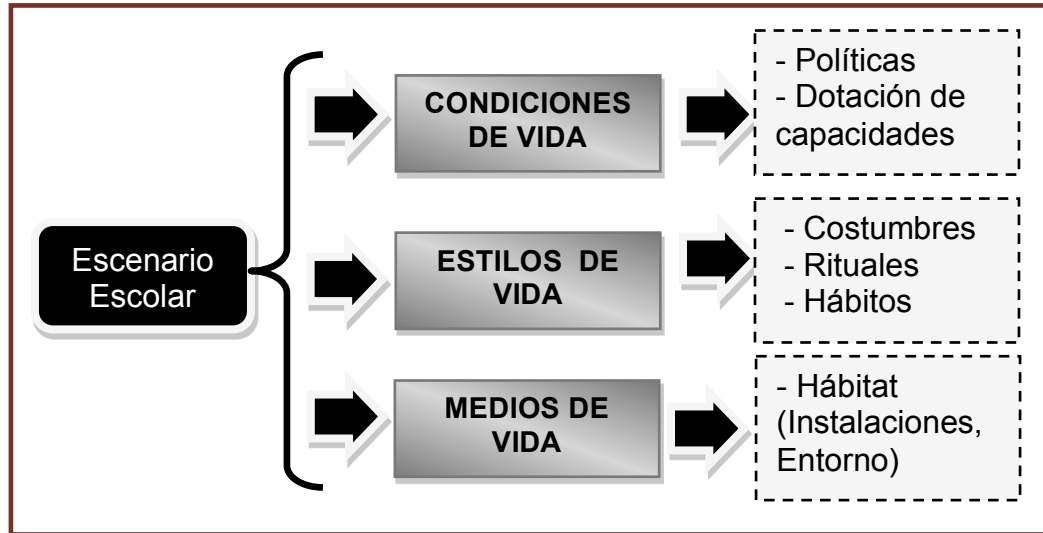 Escenario
Escolar
CONDICIONES
DE VIDA
- Políticas
- Dotación de
capacidades
ESTILOS DE
VIDA
- Costumbres
- Rituales
- Hábitos
MEDIOS DE
VIDA
- Hábitat
(Instalaciones,
Entorno)